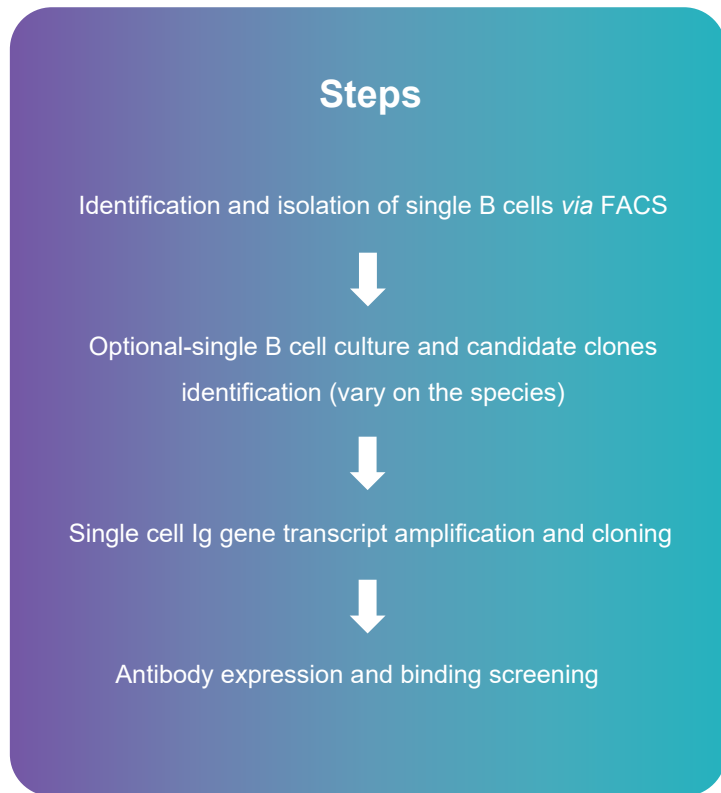 Steps
Identification and isolation of single B cells via FACS
Optional-single B cell culture and candidate clones
identification (vary on the species)
Single cell Ig gene transcript amplification and cloning
Antibody expression and binding screening